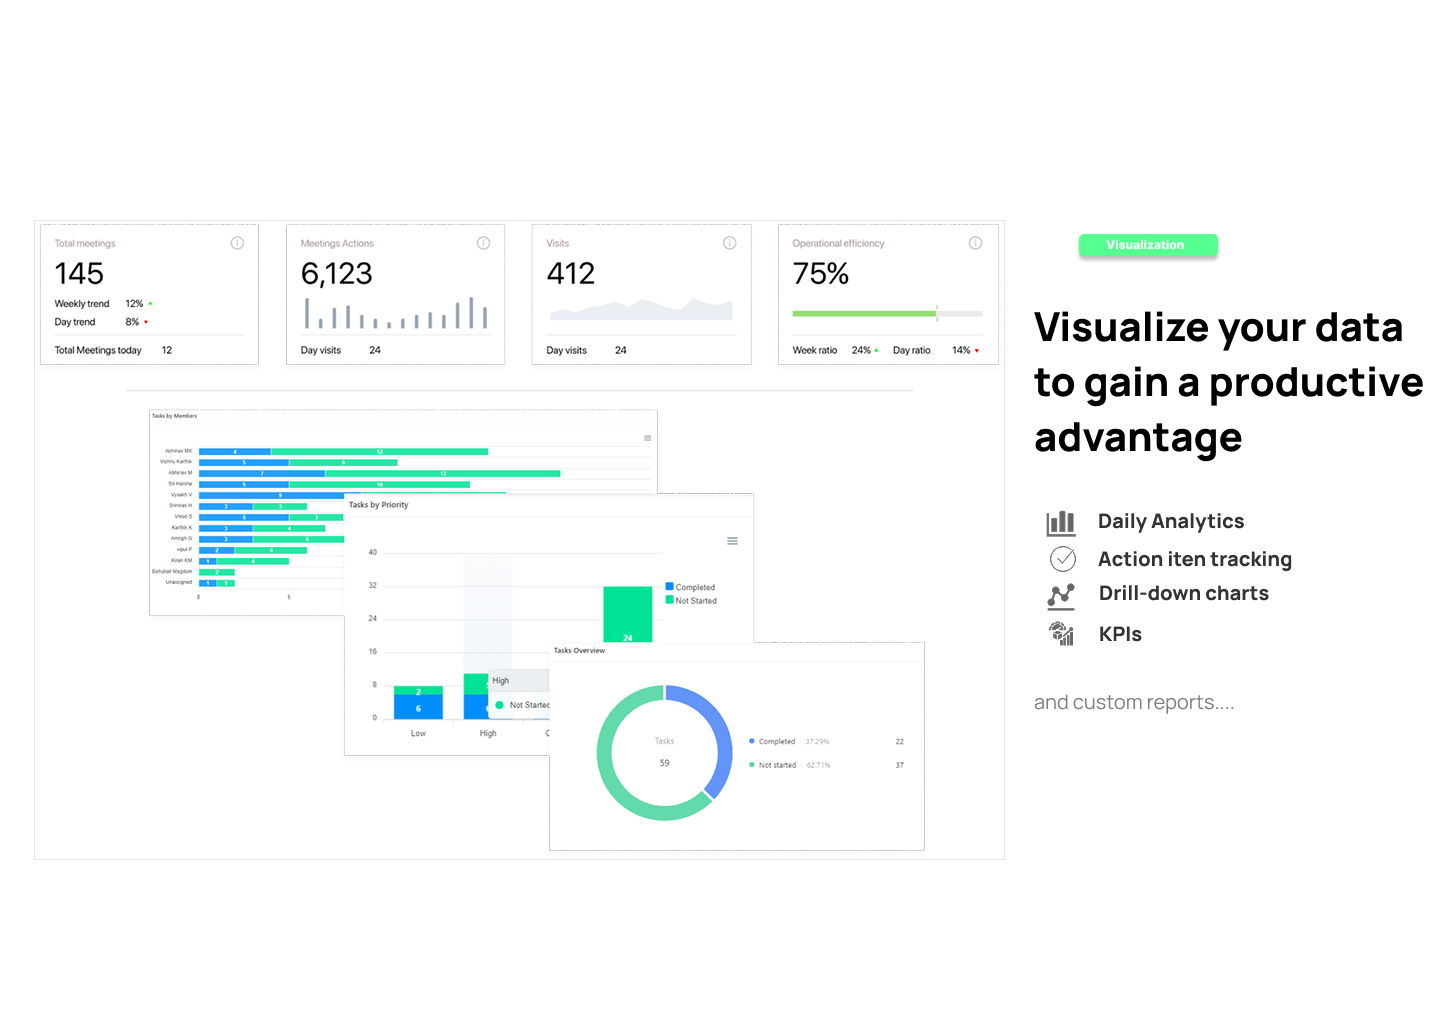 Total meetings
145
Weekly trend 12%
Day trend 8%
Total Meetings today 12
Meetings Actions
6,123
Day visits 24
Visits
412
Day visits 24
Operational efficiency
75%
Week ratio 24% Day ratio 14%
Visualization
Visualize your data
to gain a productive
advantage
Daily Analytics
Action iten tracking
Drill-down charts
KPIs
and custom reports....
Tasks by Members
Abhinav MK 4 12
Vishnu Karthik 5 6
Abhinav M 7 13
Sri Harsha 5 10
Vysakh V 9
Srinivas H 3 3
Vinod S 5 3
Karthik K 3 4
Amogh G 3 6
vipul P 2 4
Kiran KM 1 4
Bahubali Magdum 2
Unassigned 1 1
0 5
Tasks by Priority
40
32
24
16
8
0
24
2
6
Low
High
Completed
Not Started
High
Not Started
Tasks Overview
Tasks
59
Completed 37.29% 22
Not started 62.71% 37